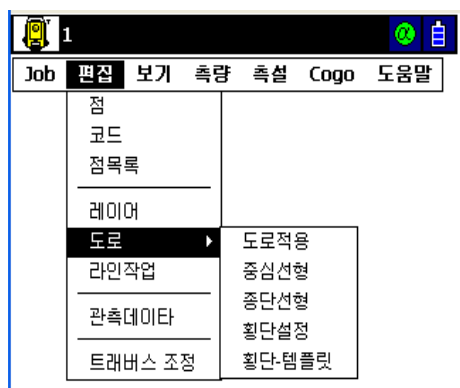 1 α
Job 편집 보기 측량 측설 Cogo 도움말
점
코드
점목록
레이어
도로
라인작업
관측데이타
트래버스 조정
도로적용
중심선형
종단선형
횡단설정
횡단-템플릿